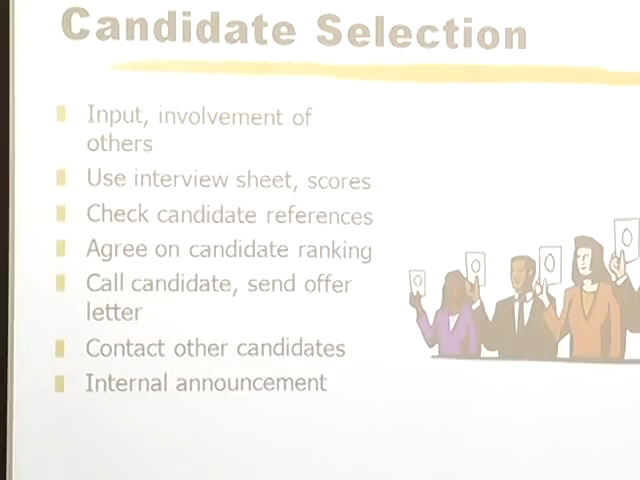 Candidate Selection
Input, involvement of
others
Use interview sheet, scores
Check candidate references
Agree on candidate ranking
Call candidate, send offer
letter
Contact other candidates
Internal announcement